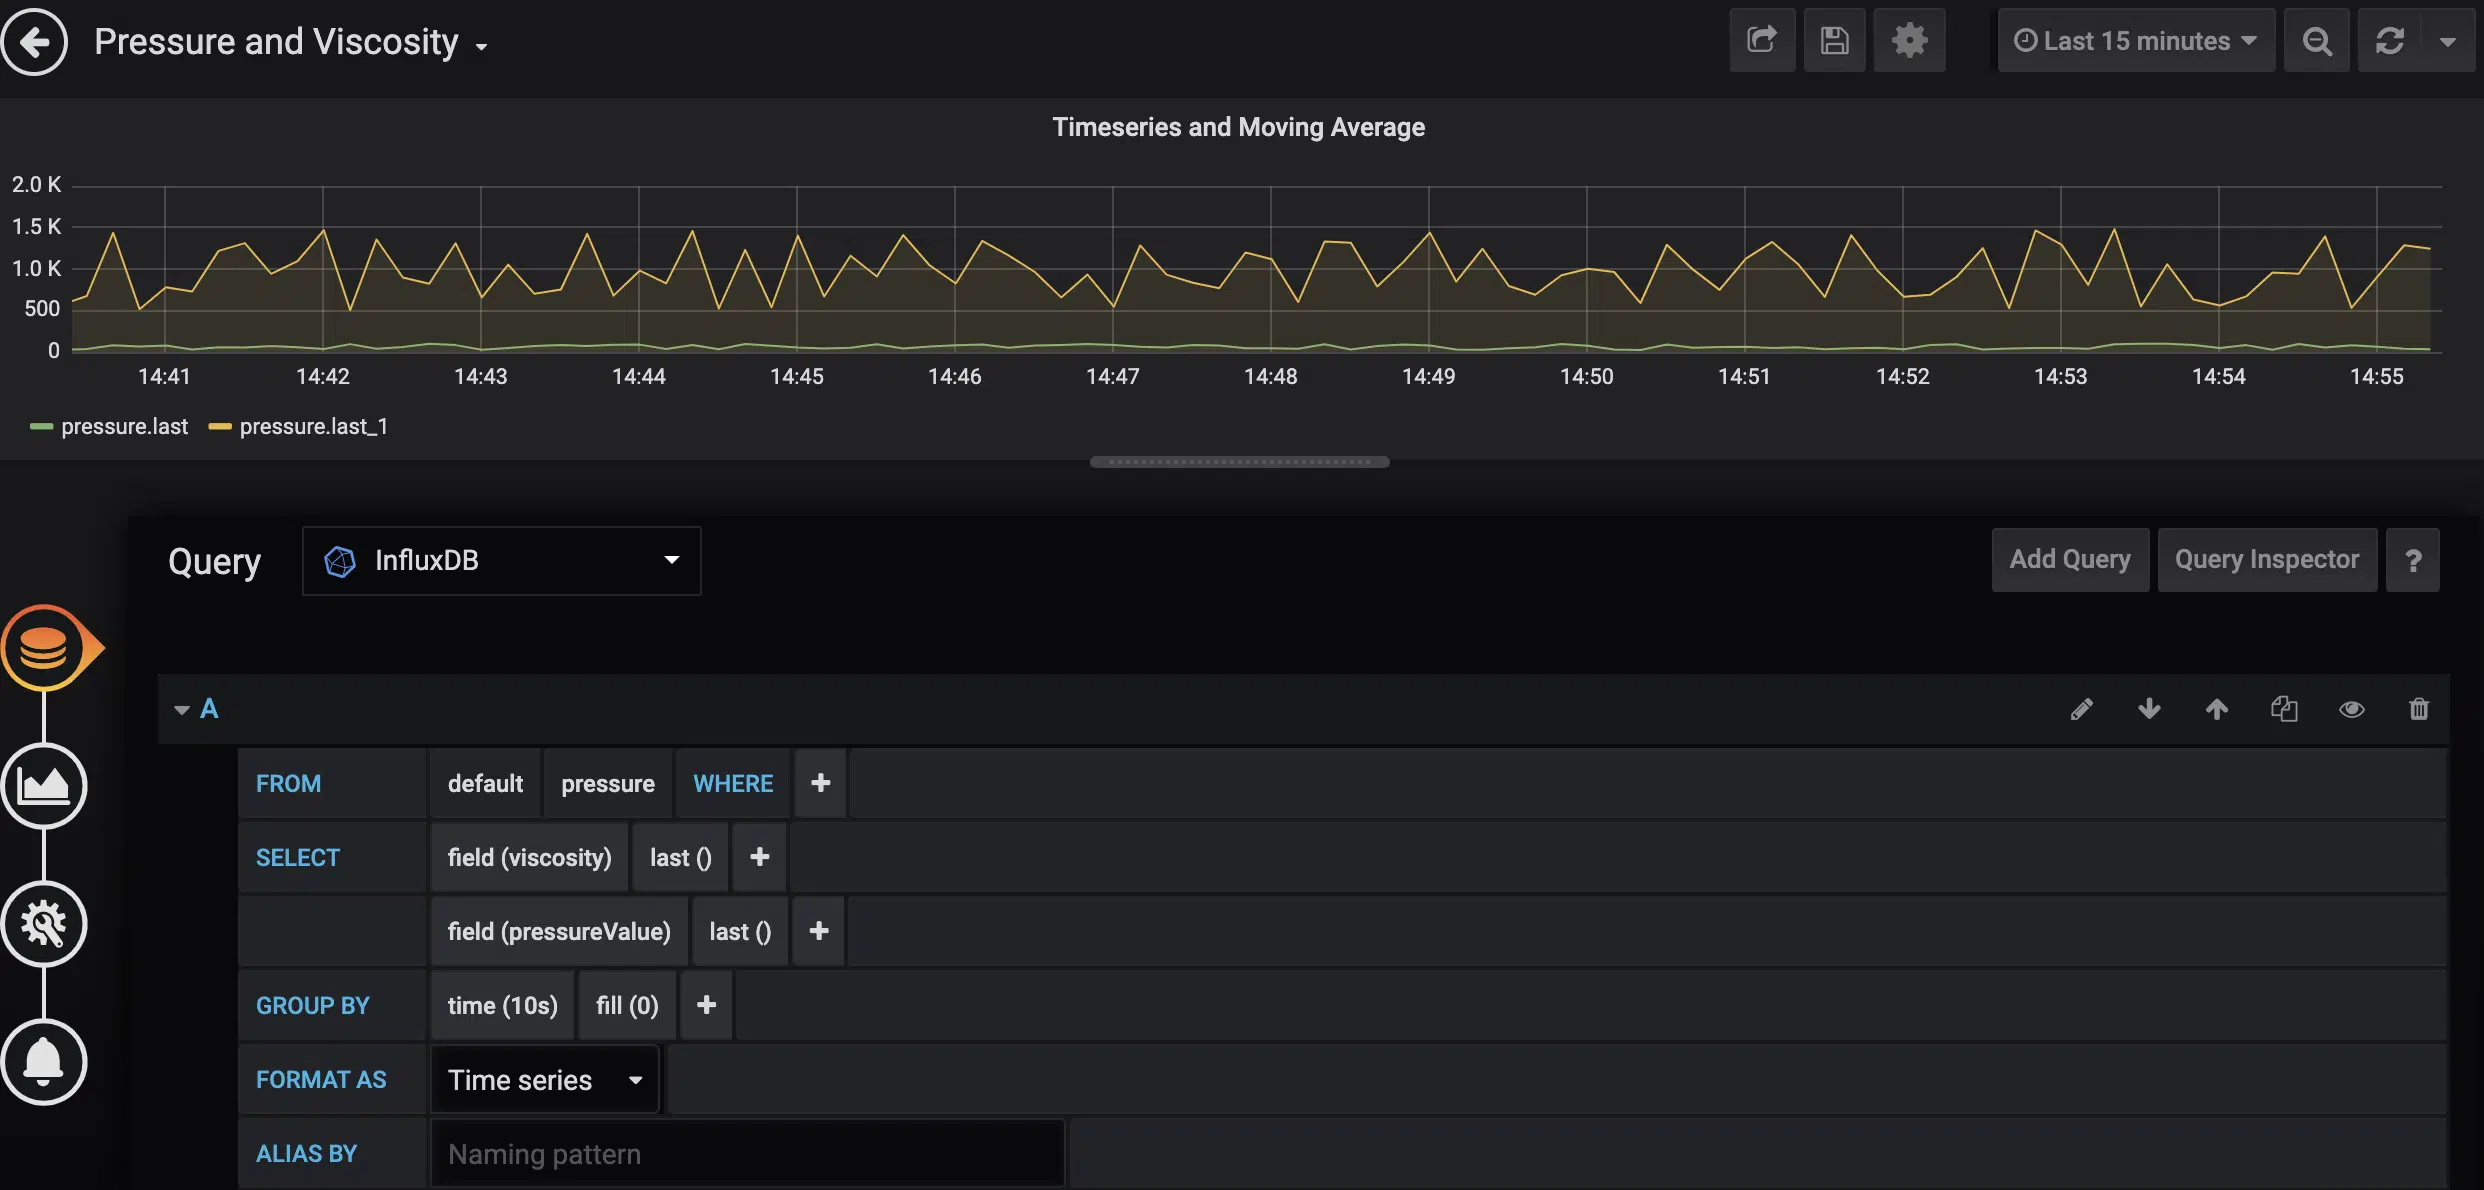 Pressure and Viscosity
Last 15 minutes
Timeseries and Moving Average
2.0 K
1.5 K
1.0 K
500
0
14:41 14:42 14:43 14:44 14:45 14:46 14:47 14:48 14:49 14:50 14:51 14:52 14:53 14:54 14:55
pressure.last pressure.last_1
Query InfluxDB Add Query Query Inspector ?
A
FROM default pressure WHERE +
SELECT field (viscosity) last () +
field (pressureValue) last () +
GROUP BY time (10s) fill (0) +
FORMAT AS Time series
ALIAS BY Naming pattern